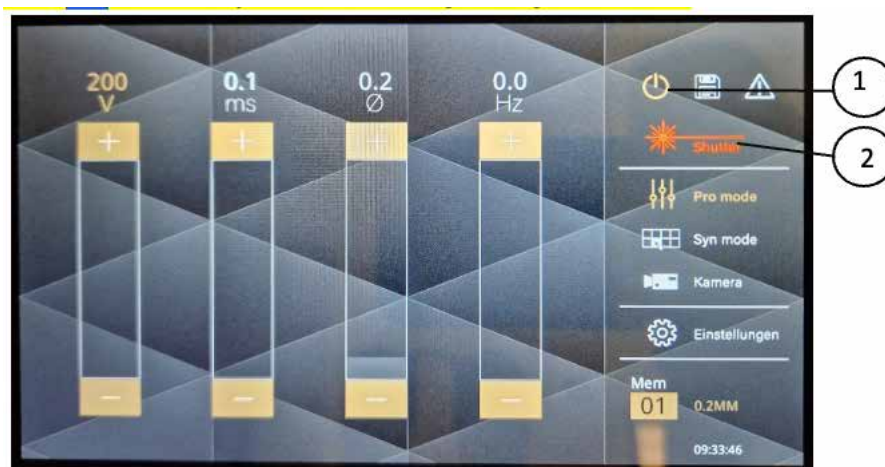 200
V
0.1
ms
0.2
Ø
0.0
Hz
1
Shutter
2
Pro mode
Syn mode
Kamera
Einstellungen
Mem
01
0.2MM
09:33:46